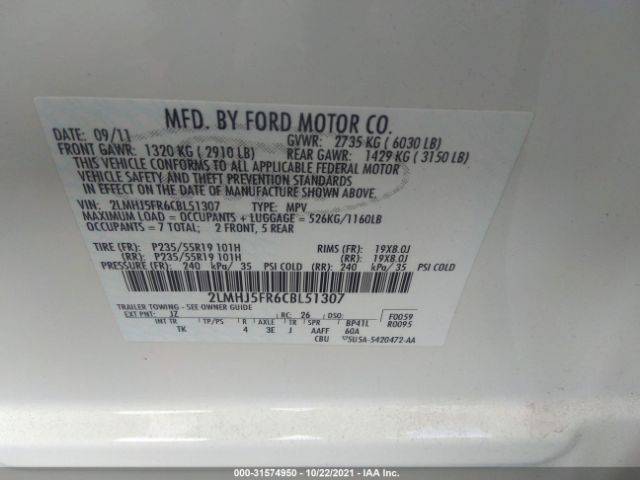 MFD. BY FORD MOTOR CO.
DATE: 09/11 GVWR: 2735 KG ( 6030 LB)
FRONT GAWR: 1320 KG ( 2910 LB) REAR GAWR: 1429 KG ( 3150 LB)
THIS VEHICLE CONFORMS TO ALL APPLICABLE FEDERAL MOTOR
VEHICLE SAFETY AND THEFT PREVENTION STANDARDS
IN EFFECT ON THE DATE OF MANUFACTURE SHOWN ABOVE.
VIN: 2LMHJ5FR6CBL51307 TYPE: MPV
MAXIMUM LOAD = OCCUPANTS + LUGGAGE = 526KG/1160LB
OCCUPANTS = 7 TOTAL; 2 FRONT, 5 REAR
TIRE (FR): P235/55R19 101H RIMS (FR): 19X8.0J
(RR): P235/55R19 101H (RR): 19X8.0J
PRESSURE (FR): 240 kPa/ 35 PSI COLD (RR): 240 kPa/ 35 PSI COLD
2LMHJ5FR6CBL51307
TRAILER TOWING - SEE OWNER GUIDE
EXT PNT: JZ RC: 26 DSO: F0059
INT TR TP/PS R AXLE TR SPR BP4TL R0095
TK 4 3E J AAFF 60A
CBU 5U5A-5420472-AA
000-31574950 - 10/22/2021 - IAA Inc.